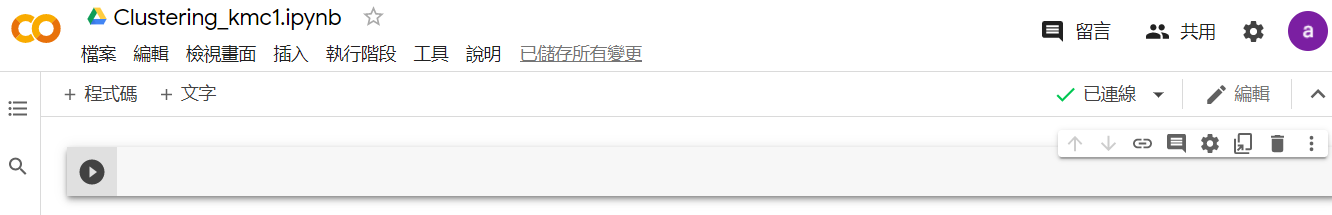 Clustering_kmc1.ipynb
檔案 編輯 檢視畫面 插入 執行階段 工具 說明 已儲存所有變更
留言 共用 a
+ 程式碼 + 文字 已連線 編輯